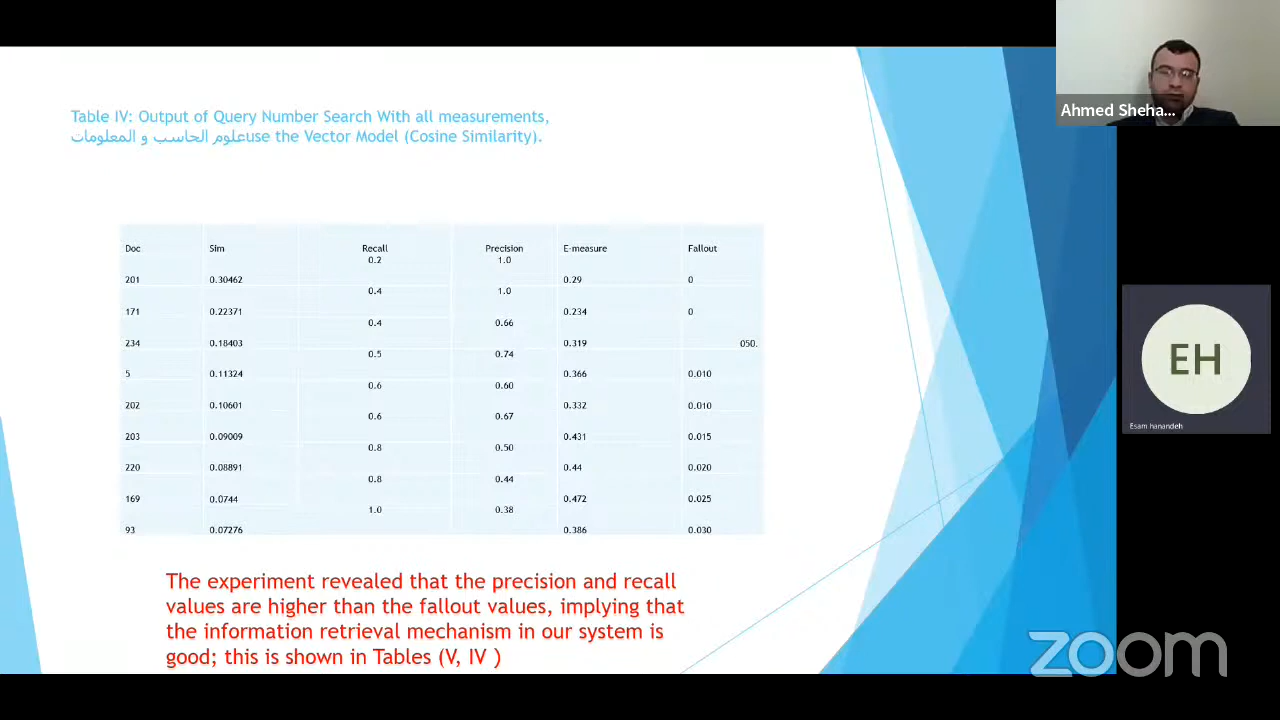 Table IV: Output of Query Number Search With all measurements,
علوم الحاسب و المعلوماتuse the Vector Model (Cosine Similarity).
Doc Sim Recall Precision E-measure Fallout
0.2 1.0
201 0.30462 0.29 0
0.4 1.0
171 0.22371 0.234 0
0.4 0.66
234 0.18403 0.319 050.
0.5 0.74
5 0.11324 0.366 0.010
0.6 0.60
202 0.10601 0.332 0.010
0.6 0.67
203 0.09009 0.431 0.015
0.8 0.50
220 0.08891 0.44 0.020
0.8 0.44
169 0.0744 0.472 0.025
1.0 0.38
93 0.07276 0.386 0.030
The experiment revealed that the precision and recall
values are higher than the fallout values, implying that
the information retrieval mechanism in our system is
good; this is shown in Tables (V, IV )
Ahmed Sheha...
EH
Esam hanandeh
zoom